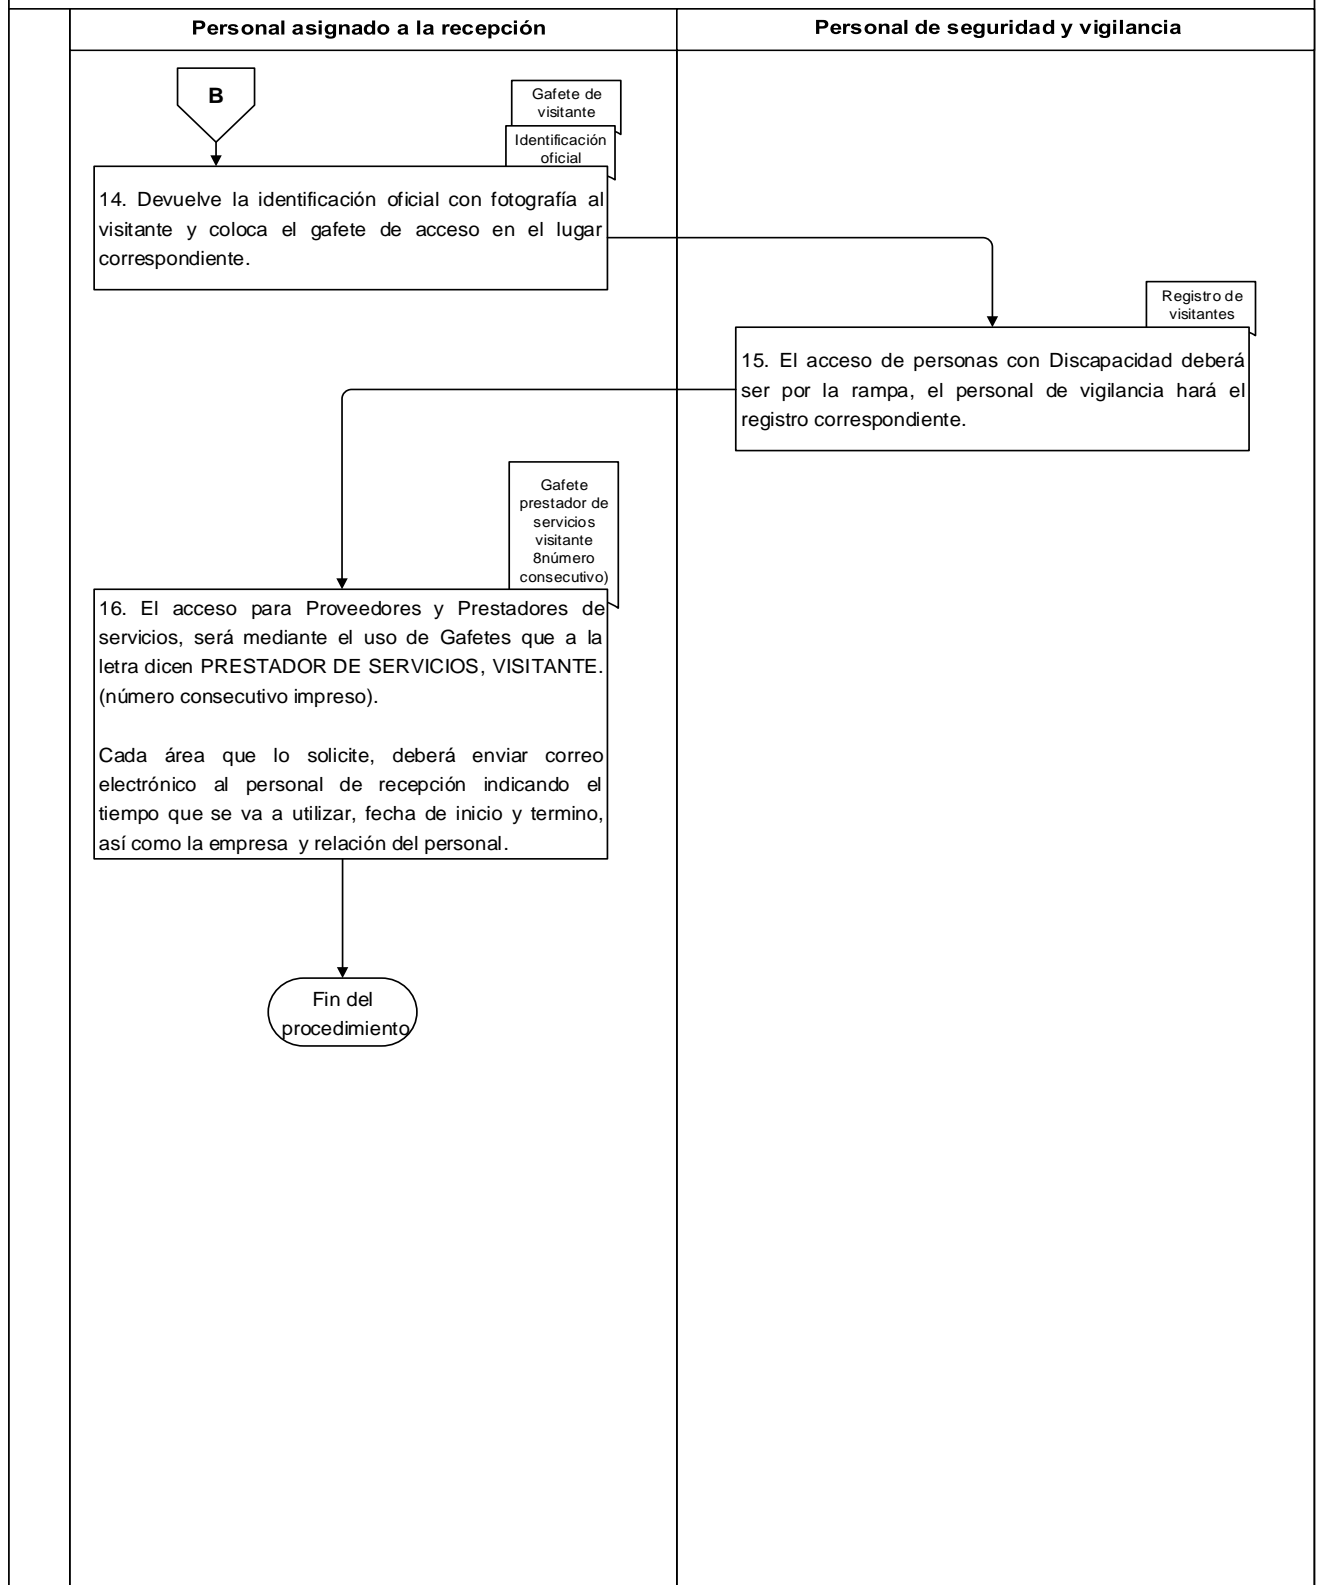 Personal asignado a la recepción
Personal de seguridad y vigilancia
B
Gafete de
visitante
Identificación
oficial
14. Devuelve la identificación oficial con fotografía al
visitante y coloca el gafete de acceso en el lugar
correspondiente.
Registro de
visitantes
15. El acceso de personas con Discapacidad deberá
ser por la rampa, el personal de vigilancia hará el
registro correspondiente.
Gafete
prestador de
servicios
visitante
8número
consecutivo)
16. El acceso para Proveedores y Prestadores de
servicios, será mediante el uso de Gafetes que a la
letra dicen PRESTADOR DE SERVICIOS, VISITANTE.
(número consecutivo impreso).
Cada área que lo solicite, deberá enviar correo
electrónico al personal de recepción indicando el
tiempo que se va a utilizar, fecha de inicio y termino,
así como la empresa  y relación del personal.
Fin del
procedimiento